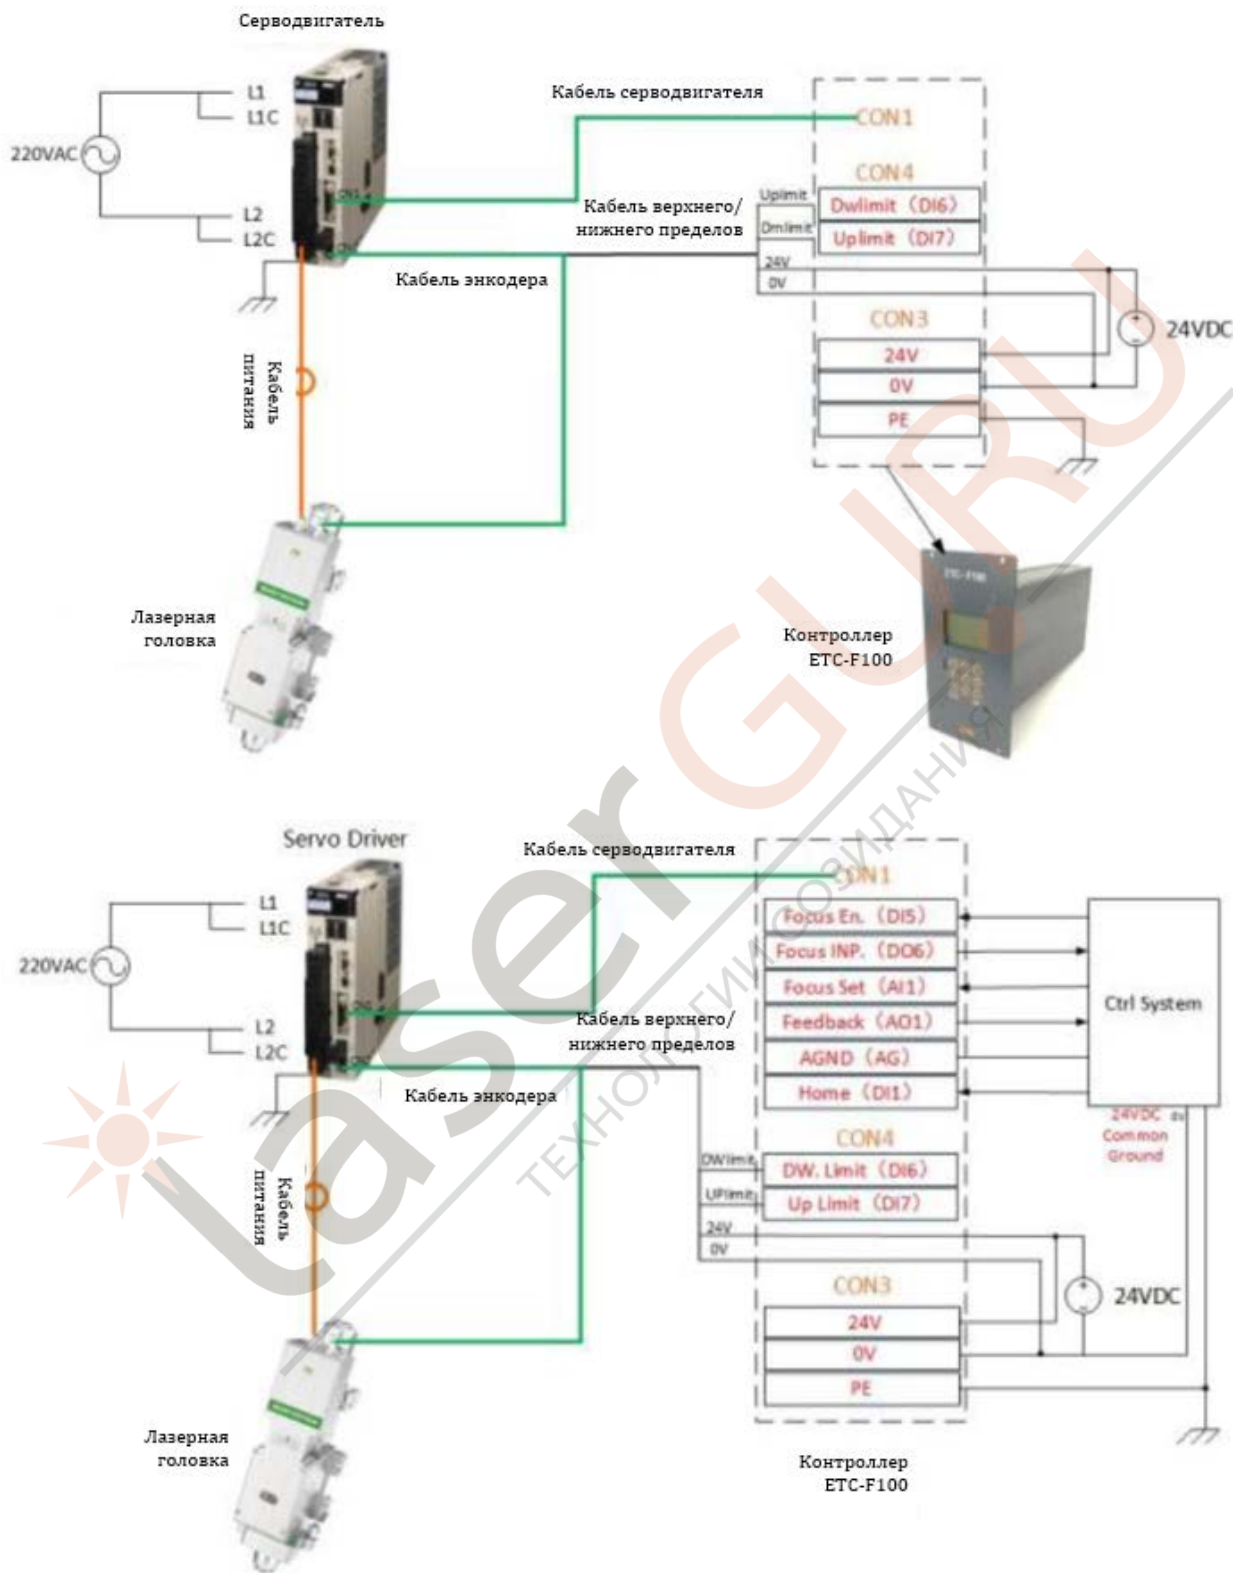 Серводвигатель
L1
L1C
220VAC
L2
L2C
Кабель серводвигателя
CON1
CON4
Uplimit
Dwlimit (DI6)
Кабель верхнего/
нижнего пределов
Dmlimit
Uplimit (DI7)
24V
0V
Кабель энкодера
CON3
24V
0V
PE
24VDC
Кабель
питания
ETC-F100
Лазерная
головка
Контроллер
ETC-F100
Servo Driver
L1
L1C
220VAC
L2
L2C
Кабель серводвигателя
CON1
Focus En. (DI5)
Focus INP. (DO6)
Focus Set (AI1)
Feedback (AO1)
AGND (AG)
Home (DI1)
Ctrl System
24VDC
0V
Common
Ground
Кабель верхнего/
нижнего пределов
Кабель энкодера
CON4
DWlimit
DW. Limit (DI6)
UPlimit
Up Limit (DI7)
24V
0V
CON3
24V
0V
PE
24VDC
Кабель
питания
Лазерная
головка
Контроллер
ETC-F100
laserGURU
ТЕХНОЛОГИИ СОЗИДАНИЯ